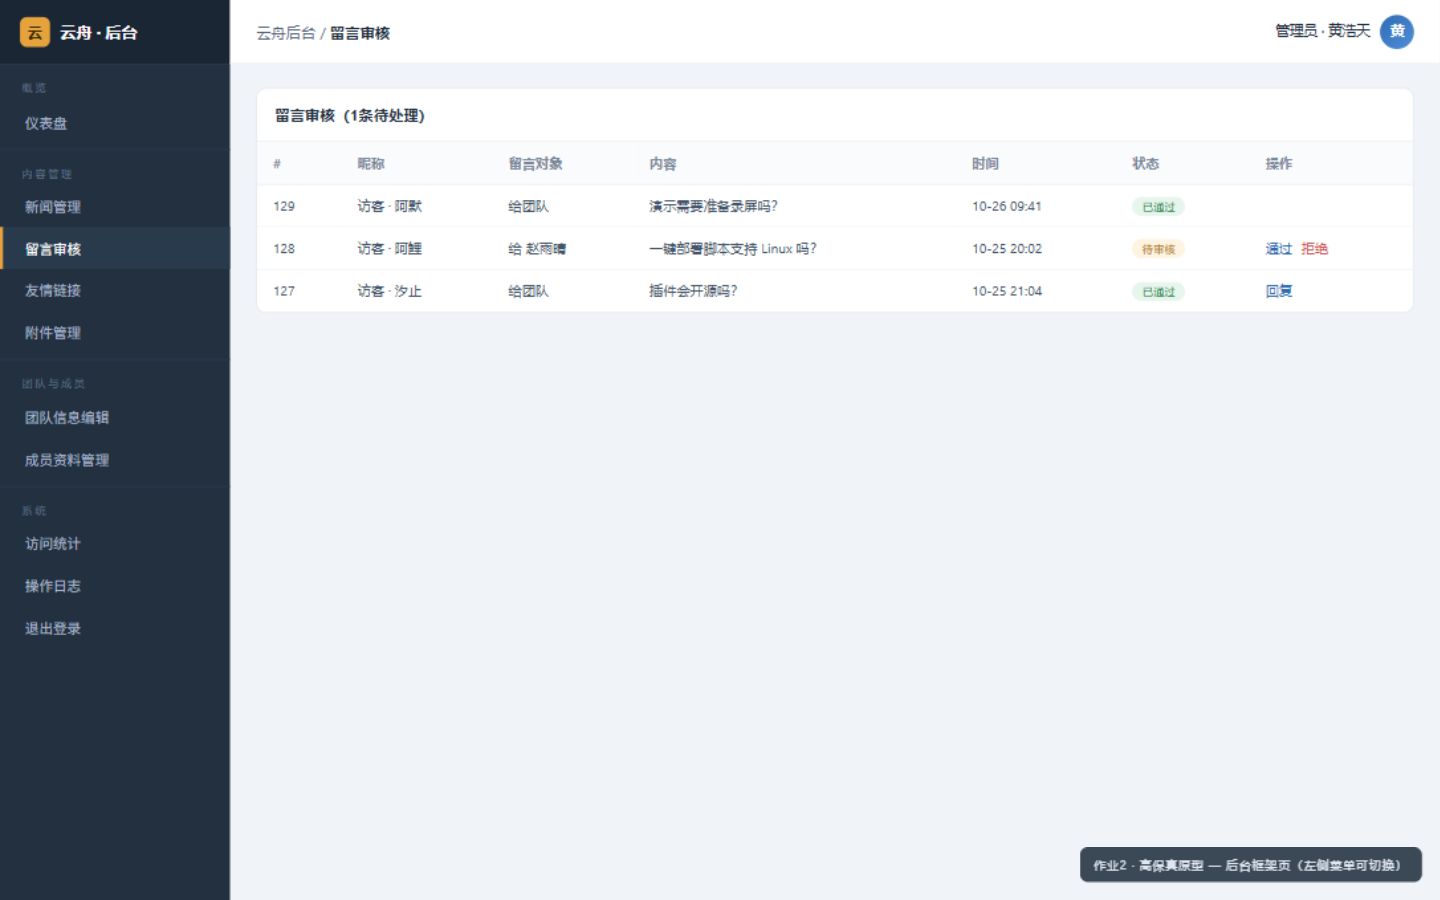 云 云舟 · 后台
概览
仪表盘
内容管理
新闻管理
留言审核
友情链接
附件管理
团队与成员
团队信息编辑
成员资料管理
系统
访问统计
操作日志
退出登录
云舟后台 / 留言审核
管理员 · 黄浩天 黄
留言审核（1条待处理）
# 昵称 留言对象 内容 时间 状态 操作
129 访客 · 阿默 给团队 演示需要准备录屏吗？ 10-26 09:41 已通过
128 访客 · 阿鲤 给 赵雨晴 一键部署脚本支持 Linux 吗？ 10-25 20:02 待审核 通过 拒绝
127 访客 · 汐止 给团队 插件会开源吗？ 10-25 21:04 已通过 回复
作业2 · 高保真原型 — 后台框架页（左侧菜单可切换）